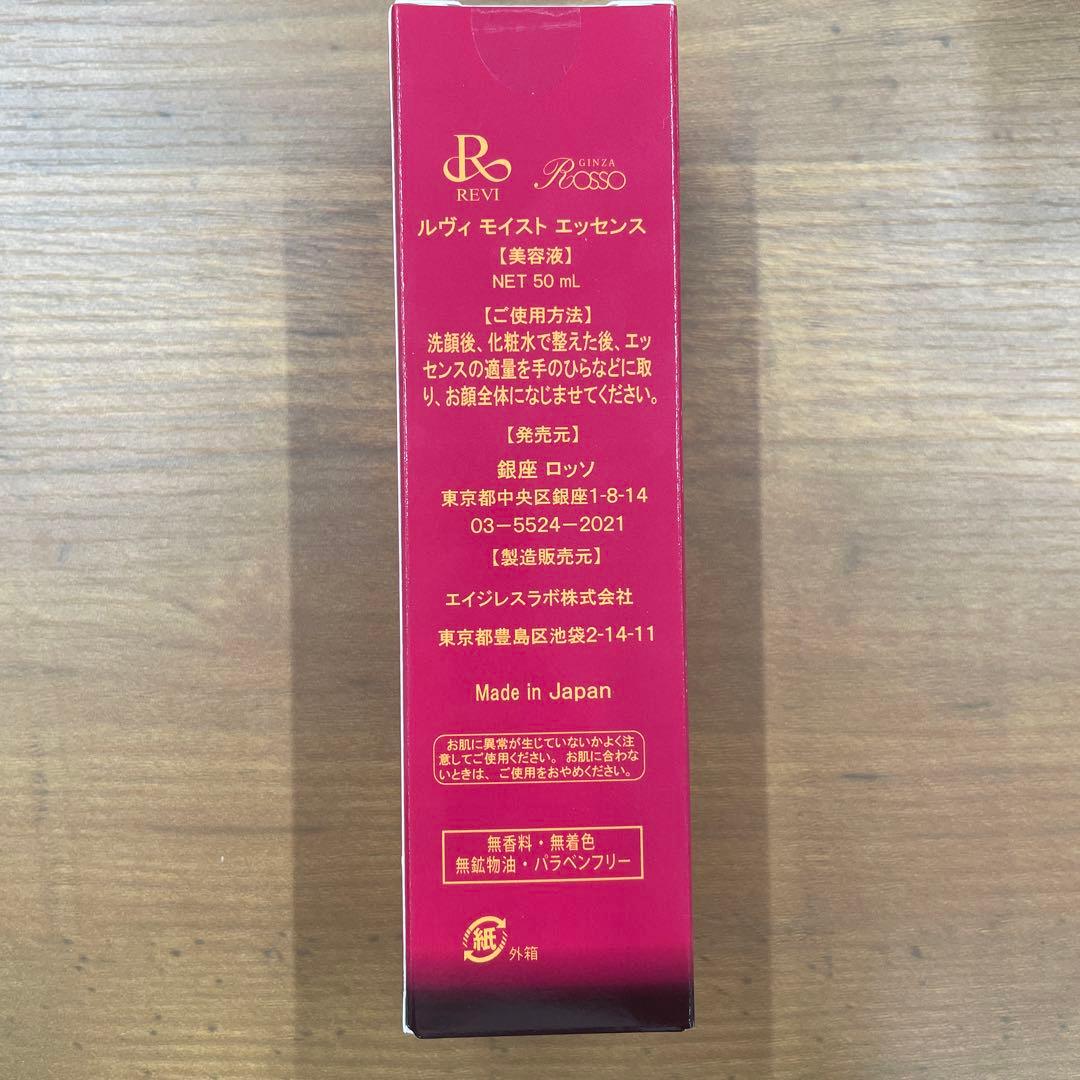 R
REVI
GINZA
Rosso
ルヴィ モイスト エッセンス
【美容液】
NET 50 mL
【ご使用方法】
洗顔後、化粧水で整えた後、エッ
センスの適量を手のひらなどに取
り、お顔全体になじませてください。
【発売元】
銀座 ロッソ
東京都中央区銀座1-8-14
03－5524－2021
【製造販売元】
エイジレスラボ株式会社
東京都豊島区池袋2-14-11
Made in Japan
お肌に異常が生じていないかよく注
意してご使用ください。お肌に合わな
いときは、ご使用をおやめください。
無香料・無着色
無鉱物油・パラベンフリー
紙
外箱